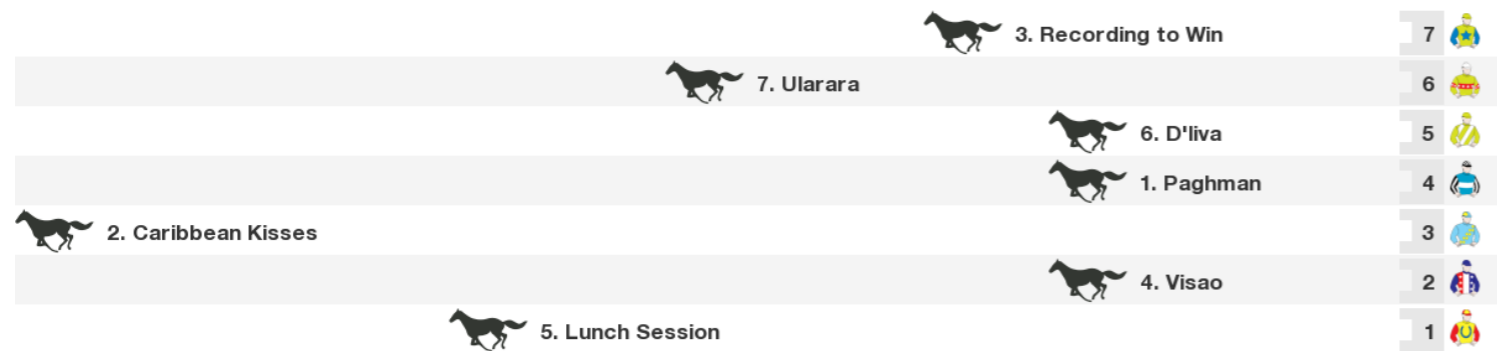 3. Recording to Win 7
7. Ularara 6
6. D'liva 5
1. Paghman 4
2. Caribbean Kisses 3
4. Visao 2
5. Lunch Session 1